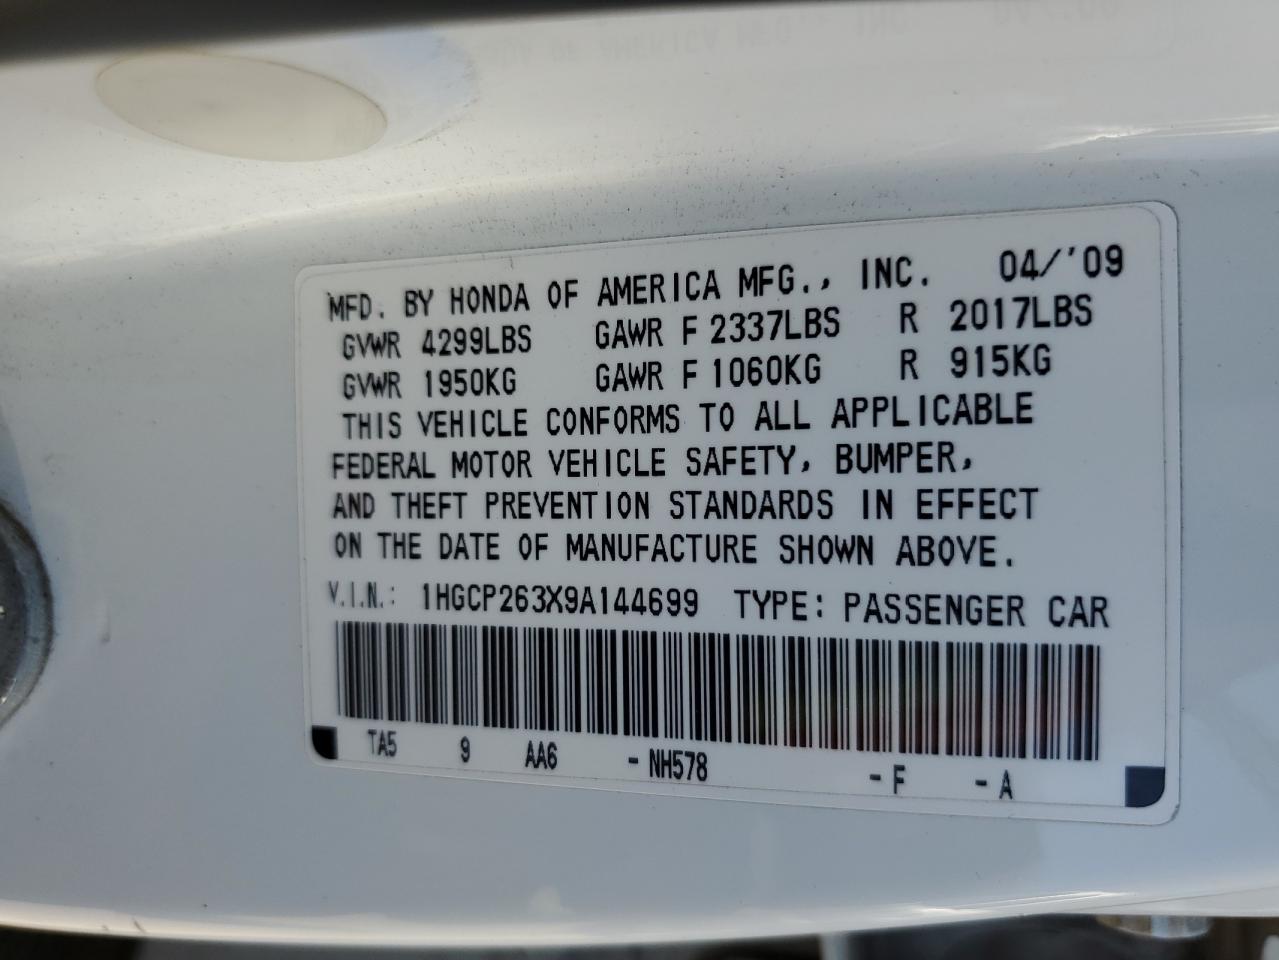 MFD. BY HONDA OF AMERICA MFG., INC. 04/'09
GVWR 4299LBS GAWR F 2337LBS R 2017LBS
GVWR 1950KG GAWR F 1060KG R 915KG
THIS VEHICLE CONFORMS TO ALL APPLICABLE
FEDERAL MOTOR VEHICLE SAFETY, BUMPER,
AND THEFT PREVENTION STANDARDS IN EFFECT
ON THE DATE OF MANUFACTURE SHOWN ABOVE.
V.I.N.: 1HGCP263X9A144699 TYPE: PASSENGER CAR
TA5 9 AA6 -NH578 -F -A